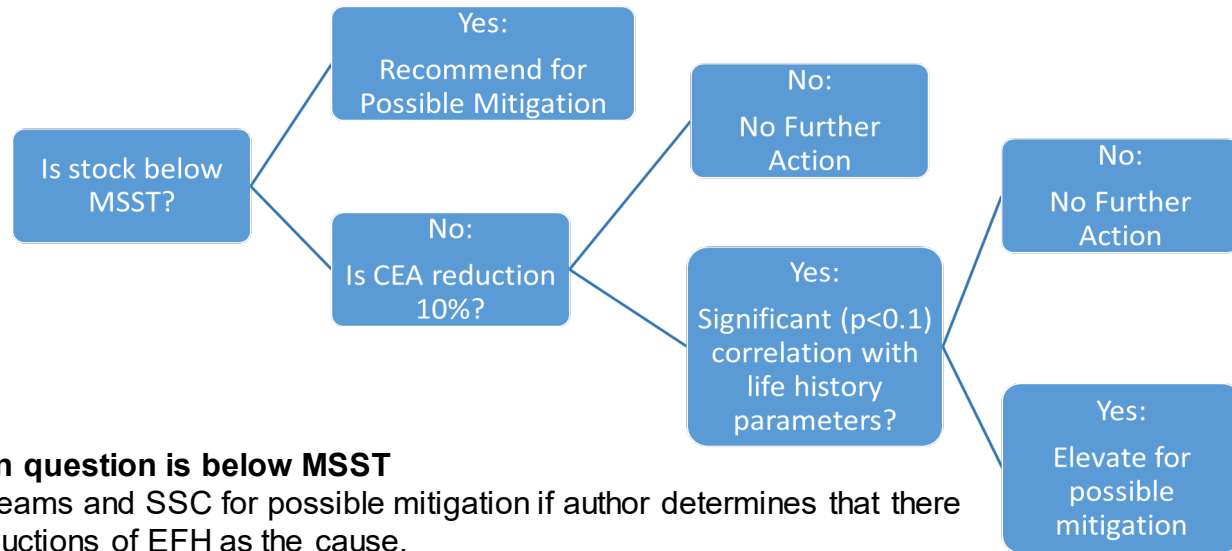 Is stock below
MSST?
Yes:
Recommend for
Possible Mitigation
No:
Is CEA reduction
10%?
No:
No Further
Action
Yes:
Significant (p<0.1)
correlation with
life history
parameters?
No:
No Further
Action
Yes:
Elevate for
possible
mitigation
question is below MSST
and SSC for possible mitigation if author determines that there
of EFH as the cause.